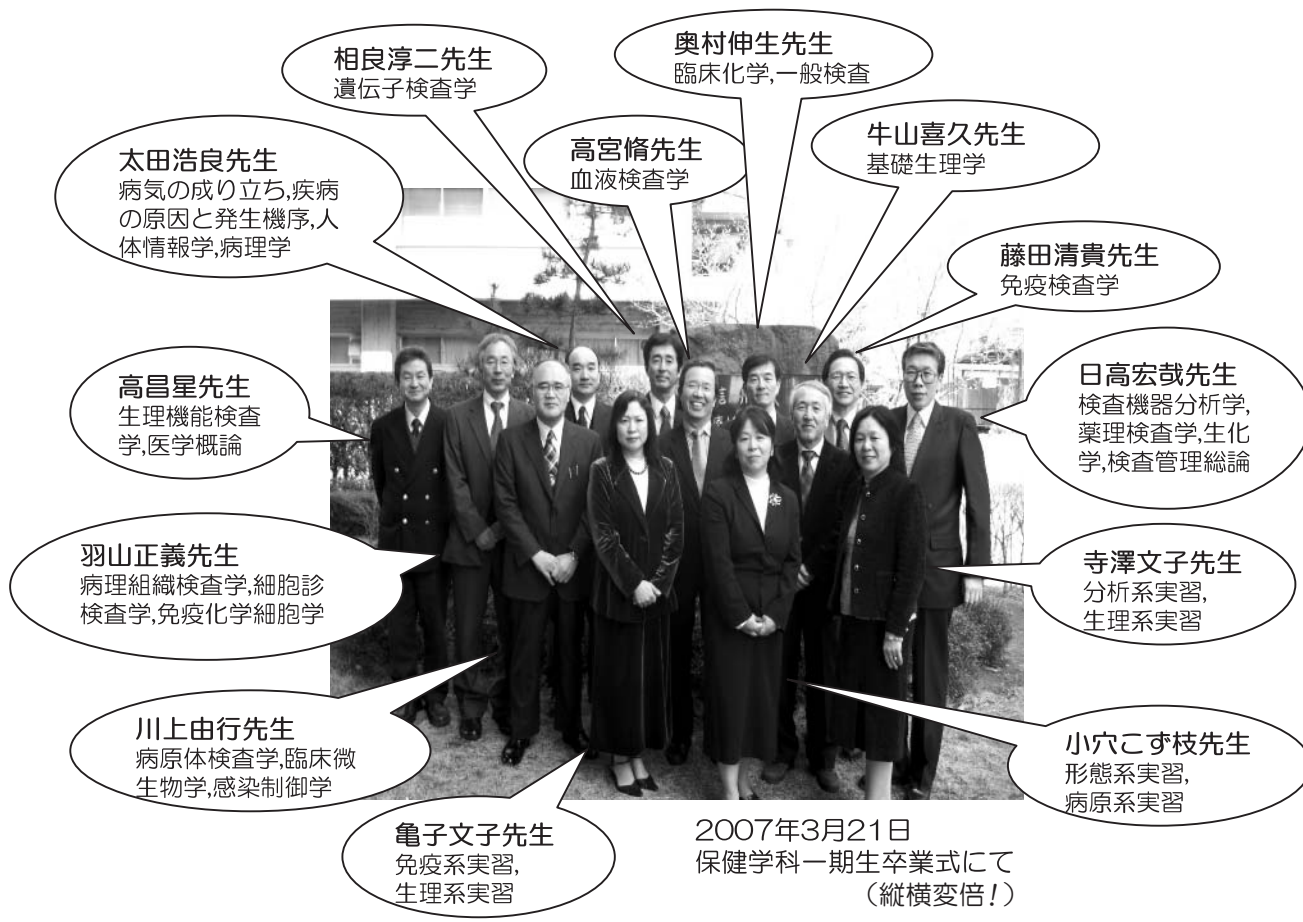 相良淳二先生
遺伝子検査学
奥村伸生先生
臨床化学,一般検査
高宮脩先生
血液検査学
牛山喜久先生
基礎生理学
太田浩良先生
病気の成り立ち,疾病
の原因と発生機序,人
体情報学,病理学
藤田清貴先生
免疫検査学
高昌星先生
生理機能検査
学,医学概論
日高宏哉先生
検査機器分析学,
薬理検査学,生化
学,検査管理総論
羽山正義先生
病理組織検査学,細胞診
検査学,免疫化学細胞学
寺澤文子先生
分析系実習,
生理系実習
川上由行先生
病原体検査学,臨床微
生物学,感染制御学
小穴こず枝先生
形態系実習,
病原系実習
亀子文子先生
免疫系実習,
生理系実習
2007年3月21日
保健学科一期生卒業式にて
(縦横変倍!)